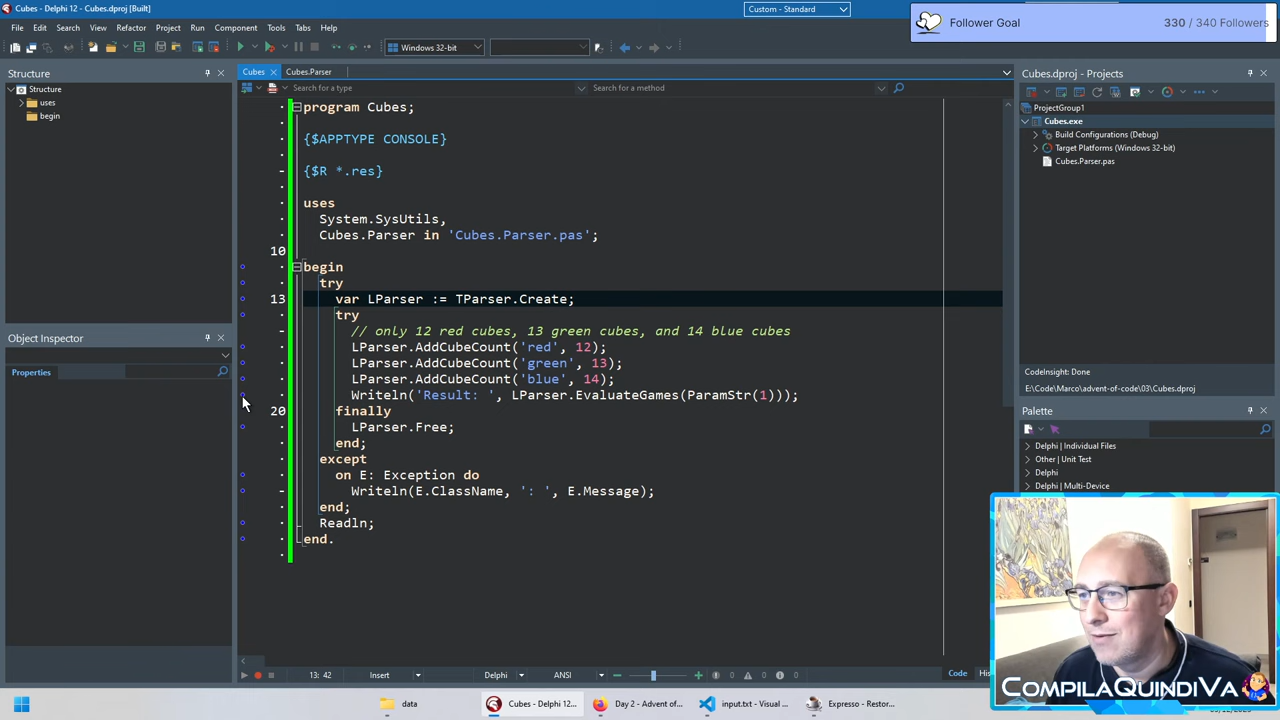 Cubes - Delphi 12 - Cubes.dproj [Built]
Custom - Standard
Follower Goal
330 / 340 Followers
File Edit Search View Refactor Project Run Component Tools Tabs Help
Windows 32-bit
Structure
Structure
uses
begin
Object Inspector
Properties
Cubes
Cubes.Parser
Search for a type
Search for a method
program Cubes;
{$APPTYPE CONSOLE}
{$R *.res}
uses
System.SysUtils,
Cubes.Parser in 'Cubes.Parser.pas';
10
begin
try
13 var LParser := TParser.Create;
try
// only 12 red cubes, 13 green cubes, and 14 blue cubes
LParser.AddCubeCount('red', 12);
LParser.AddCubeCount('green', 13);
LParser.AddCubeCount('blue', 14);
Writeln('Result: ', LParser.EvaluateGames(ParamStr(1)));
20 finally
LParser.Free;
end;
except
on E: Exception do
Writeln(E.ClassName, ': ', E.Message);
end;
Readln;
end.
13: 42
Insert
Delphi
ANSI
0
0
0
Code
His
Cubes.dproj - Projects
ProjectGroup1
Cubes.exe
Build Configurations (Debug)
Target Platforms (Windows 32-bit)
Cubes.Parser.pas
CodeInsight: Done
E:\Code\Marco\advent-of-code\03\Cubes.dproj
Palette
Delphi | Individual Files
Other | Unit Test
Delphi
Delphi | Multi-Device
COMPILAQUINDIVA
data
Cubes - Delphi 12...
Day 2 - Advent of...
input.txt - Visual ...
Expresso - Restor...